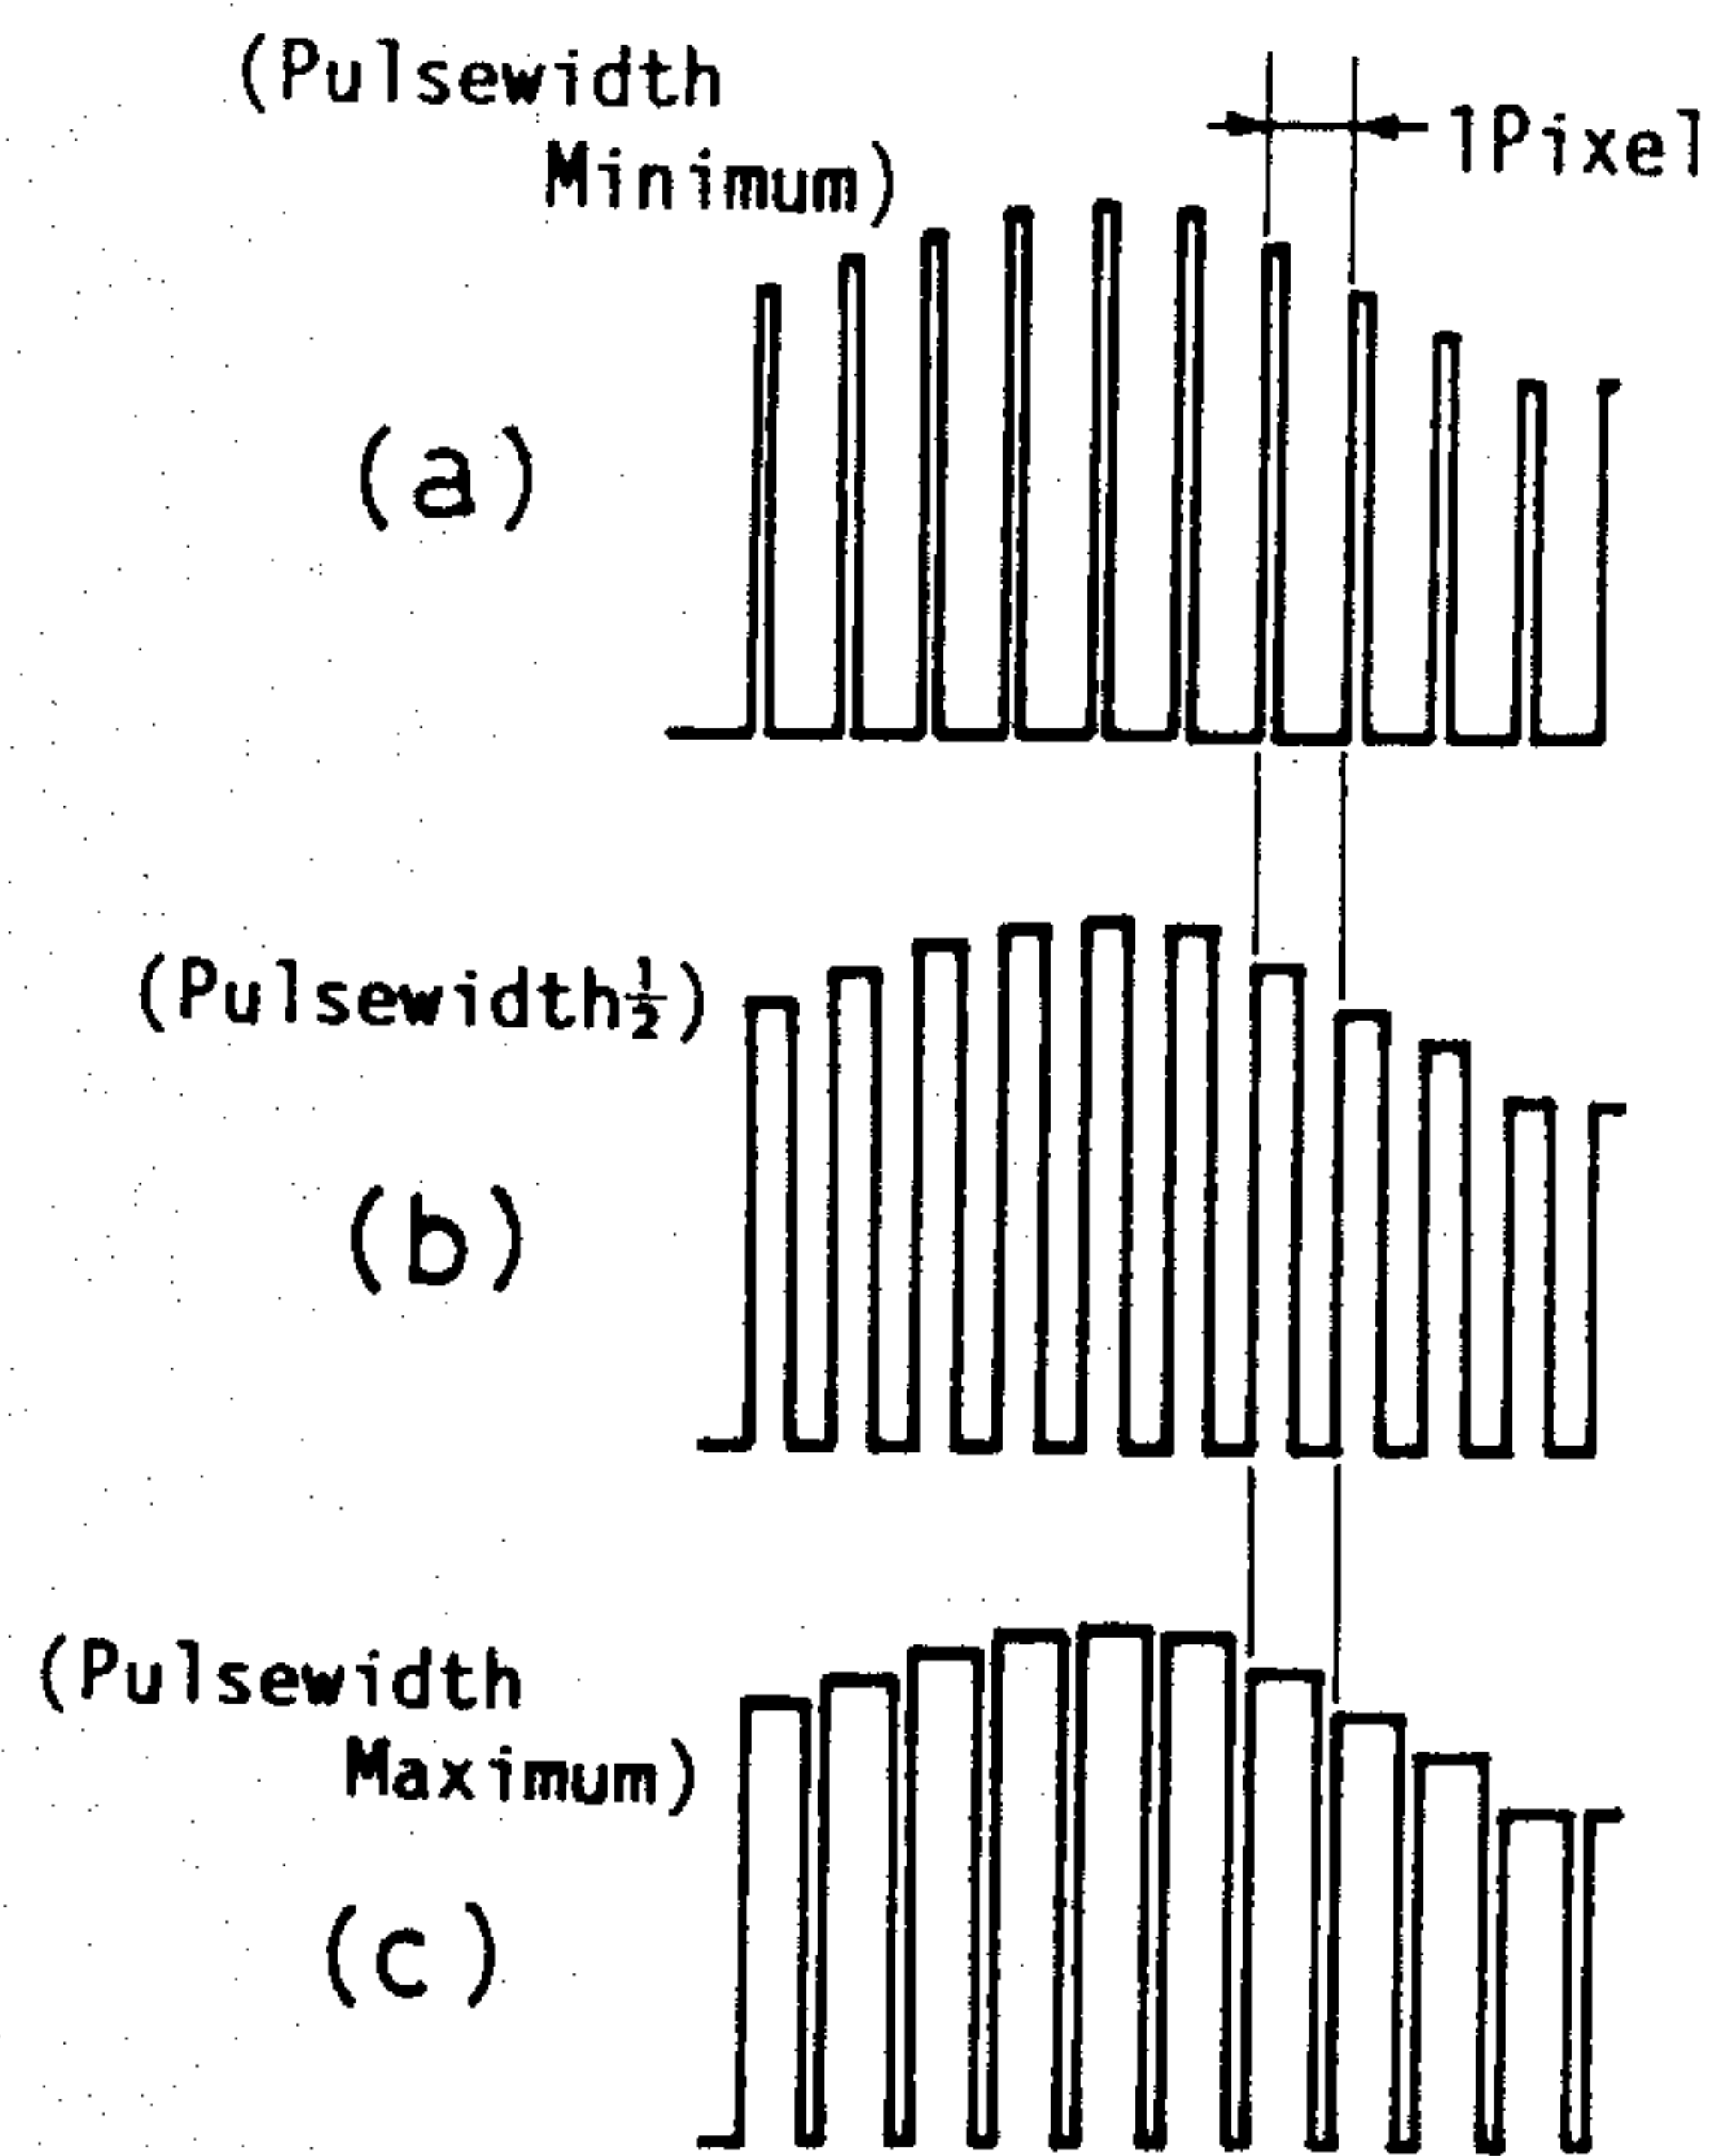 (Pulsewidth
Minimum)
1Pixel
(a)
(Pulsewidth½)
(b)
(Pulsewidth
Maximum)
(c)